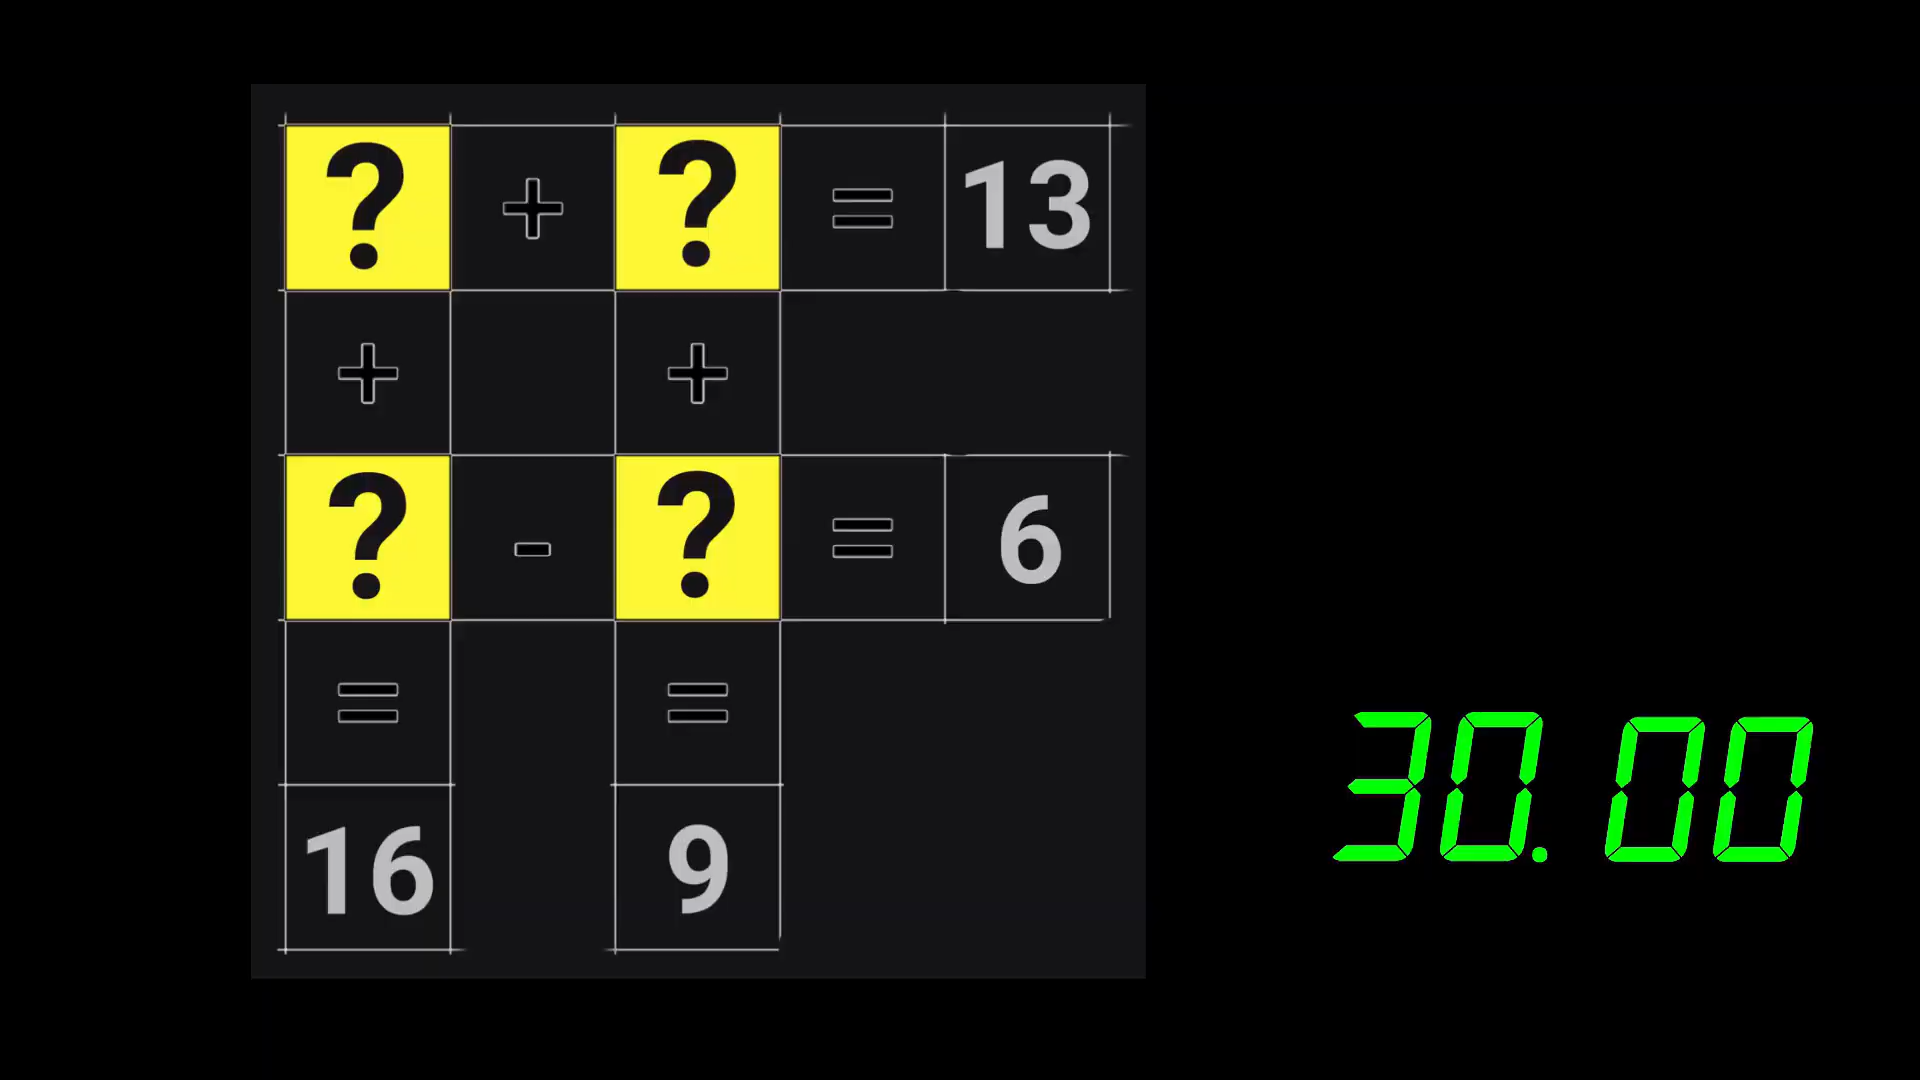 ? + ? = 13
+ +
? - ? = 6
= =
16 9
30.00